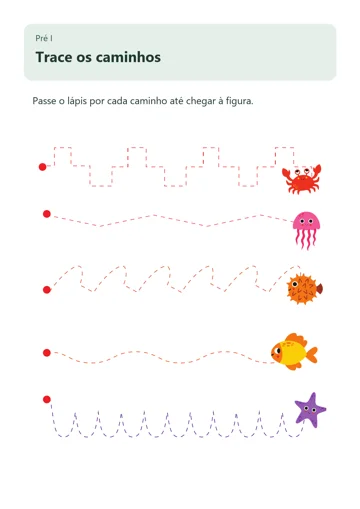 Pré I
Trace os caminhos
Passe o lápis por cada caminho até chegar à figura.